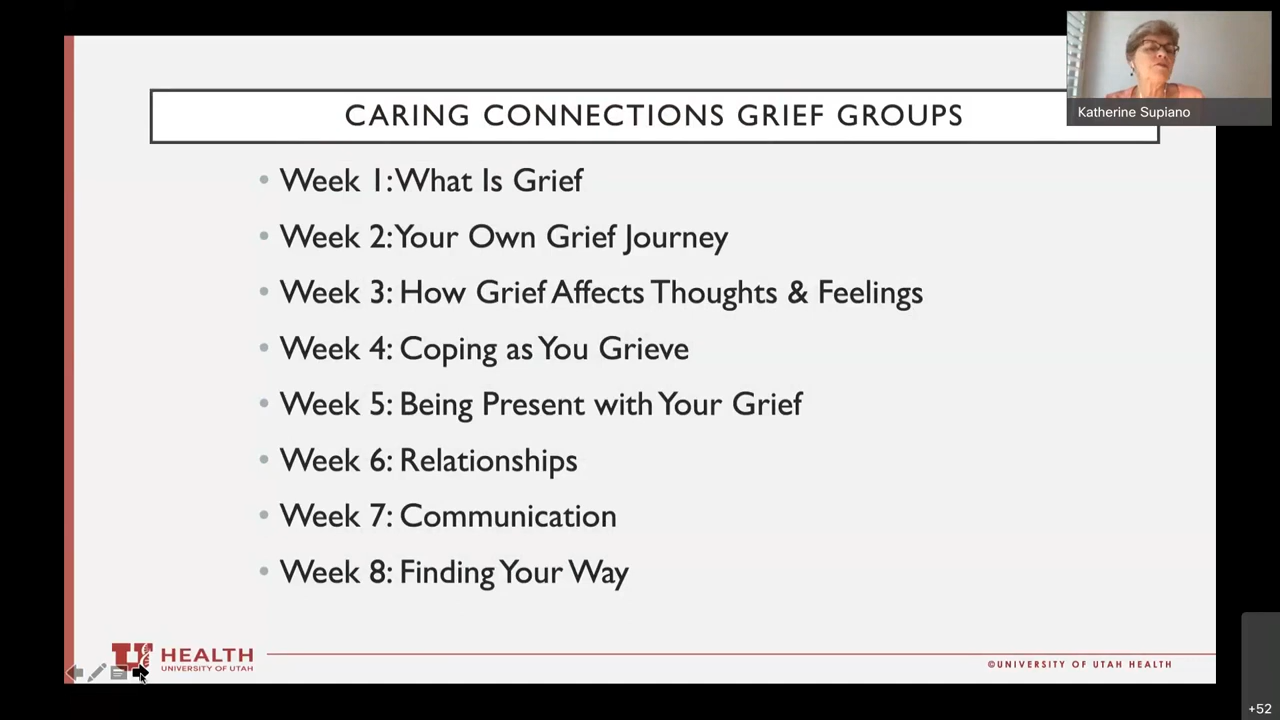 CARING CONNECTIONS GRIEF GROUPS
Katherine Supiano
• Week 1: What Is Grief
• Week 2: Your Own Grief Journey
• Week 3: How Grief Affects Thoughts & Feelings
• Week 4: Coping as You Grieve
• Week 5: Being Present with Your Grief
• Week 6: Relationships
• Week 7: Communication
• Week 8: Finding Your Way
U HEALTH
UNIVERSITY OF UTAH
©UNIVERSITY OF UTAH HEALTH
+52